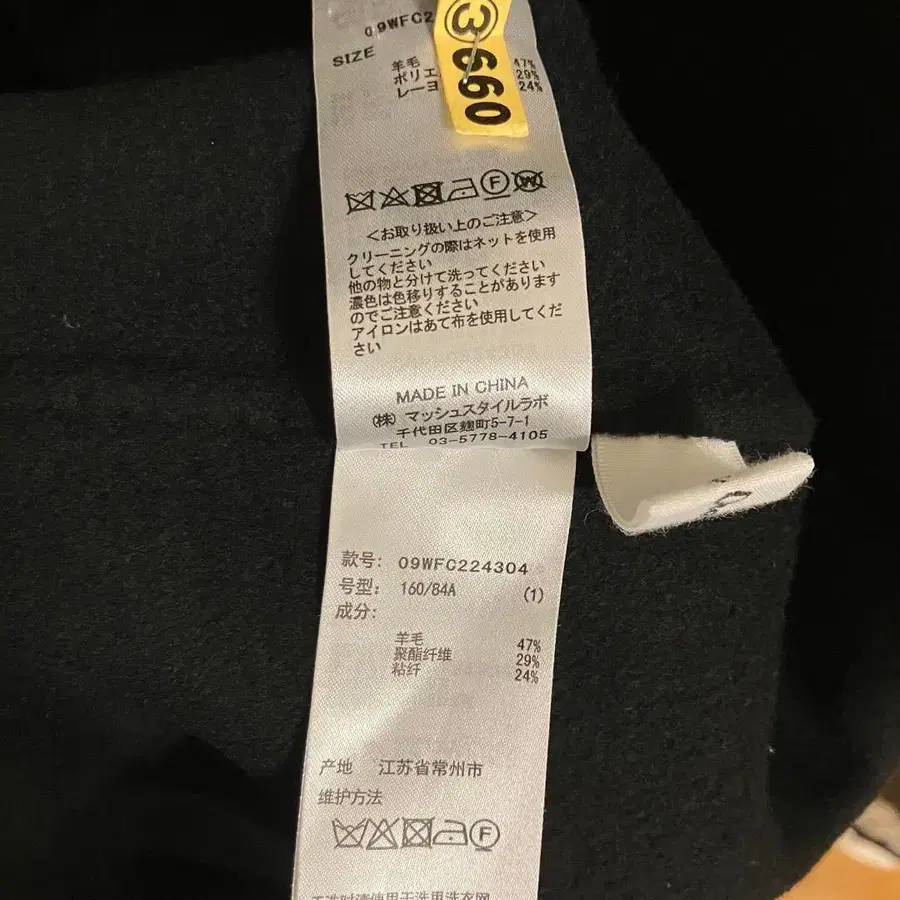 09WFC2
SIZE
③660
羊毛 47%
ポリエ 29%
レーヨ 24%
F
W
<お取り扱い上のご注意>
クリーニングの際はネットを使用
してください
他の物と分けて洗ってください
濃色は色移りすることがあります
のでご注意ください
アイロンはあて布を使用してくだ
さい
MADE IN CHINA
(株)マッシュスタイルラボ
千代田区麹町5-7-1
TEL 03-5778-4105
款号: 09WFC224304
号型: 160/84A (1)
成分:
羊毛 47%
聚酯纤维 29%
粘纤 24%
产地 江苏省常州市
维护方法
F